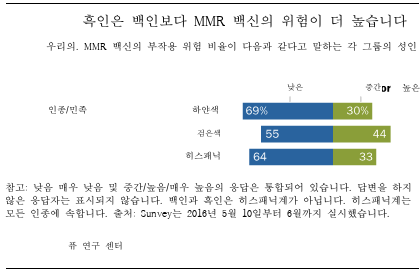 흑인은 백인보다 MMR 백신의 위험이 더 높습니다
우리의. MMR 백신의 부작용 위험 비율이 다음과 같다고 말하는 각 그룹의 성인
낮은 중간or 높은
인종/민족 하얀색 69% 30%
검은색 55 44
히스패닉 64 33
참고: 낮음 매우 낮음 및 중간/높음/매우 높음의 응답은 통합되어 있습니다. 답변을 하지
않은 응답자는 표시되지 않습니다. 백인과 흑인은 히스패닉계가 아닙니다. 히스패닉계는
모든 인종에 속합니다. 출처: Survey는 2016년 5월 10일부터 6월까지 실시했습니다.
퓨 연구 센터